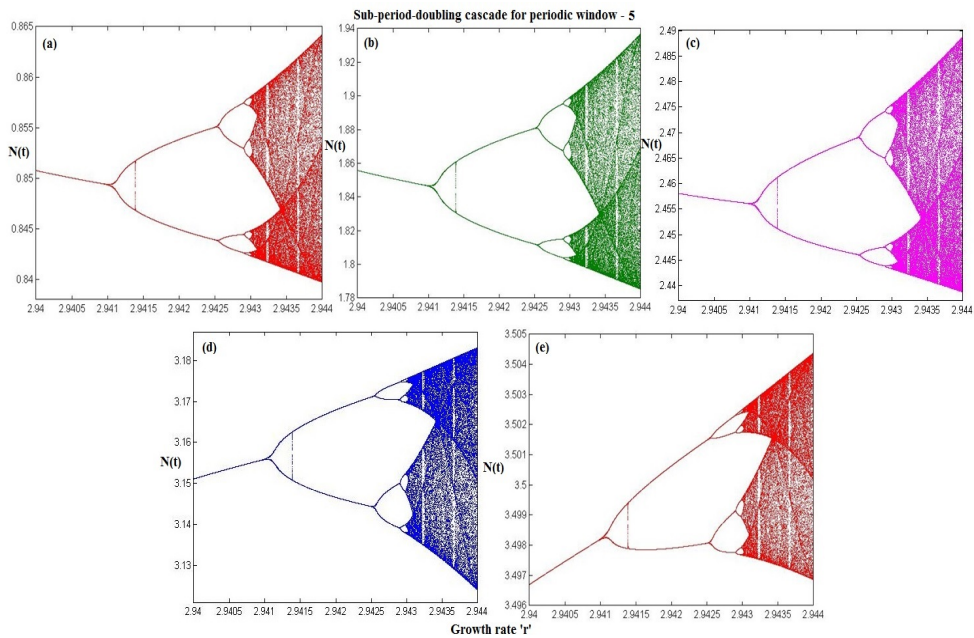 Sub-period-doubling cascade for periodic window - 5
(a)
0.865
0.86
0.855
N(t)
0.85
0.845
0.84
2.94 2.9405 2.941 2.9415 2.942 2.9425 2.943 2.9435 2.944
(b)
1.94
1.92
1.9
1.88
N(t)
1.86
1.84
1.82
1.8
1.78
2.94 2.9405 2.941 2.9415 2.942 2.9425 2.943 2.9435 2.944
(c)
2.49
2.485
2.48
2.475
2.47
N(t)
2.465
2.46
2.455
2.45
2.445
2.44
2.94 2.9405 2.941 2.9415 2.942 2.9425 2.943 2.9435 2.944
(d)
3.18
3.17
3.16
N(t)
3.15
3.14
3.13
2.94 2.9405 2.941 2.9415 2.942 2.9425 2.943 2.9435 2.944
(e)
3.505
3.504
3.503
3.502
3.501
N(t)
3.5
3.499
3.498
3.497
3.496
2.94 2.9405 2.941 2.9415 2.942 2.9425 2.943 2.9435 2.944
Growth rate 'r'